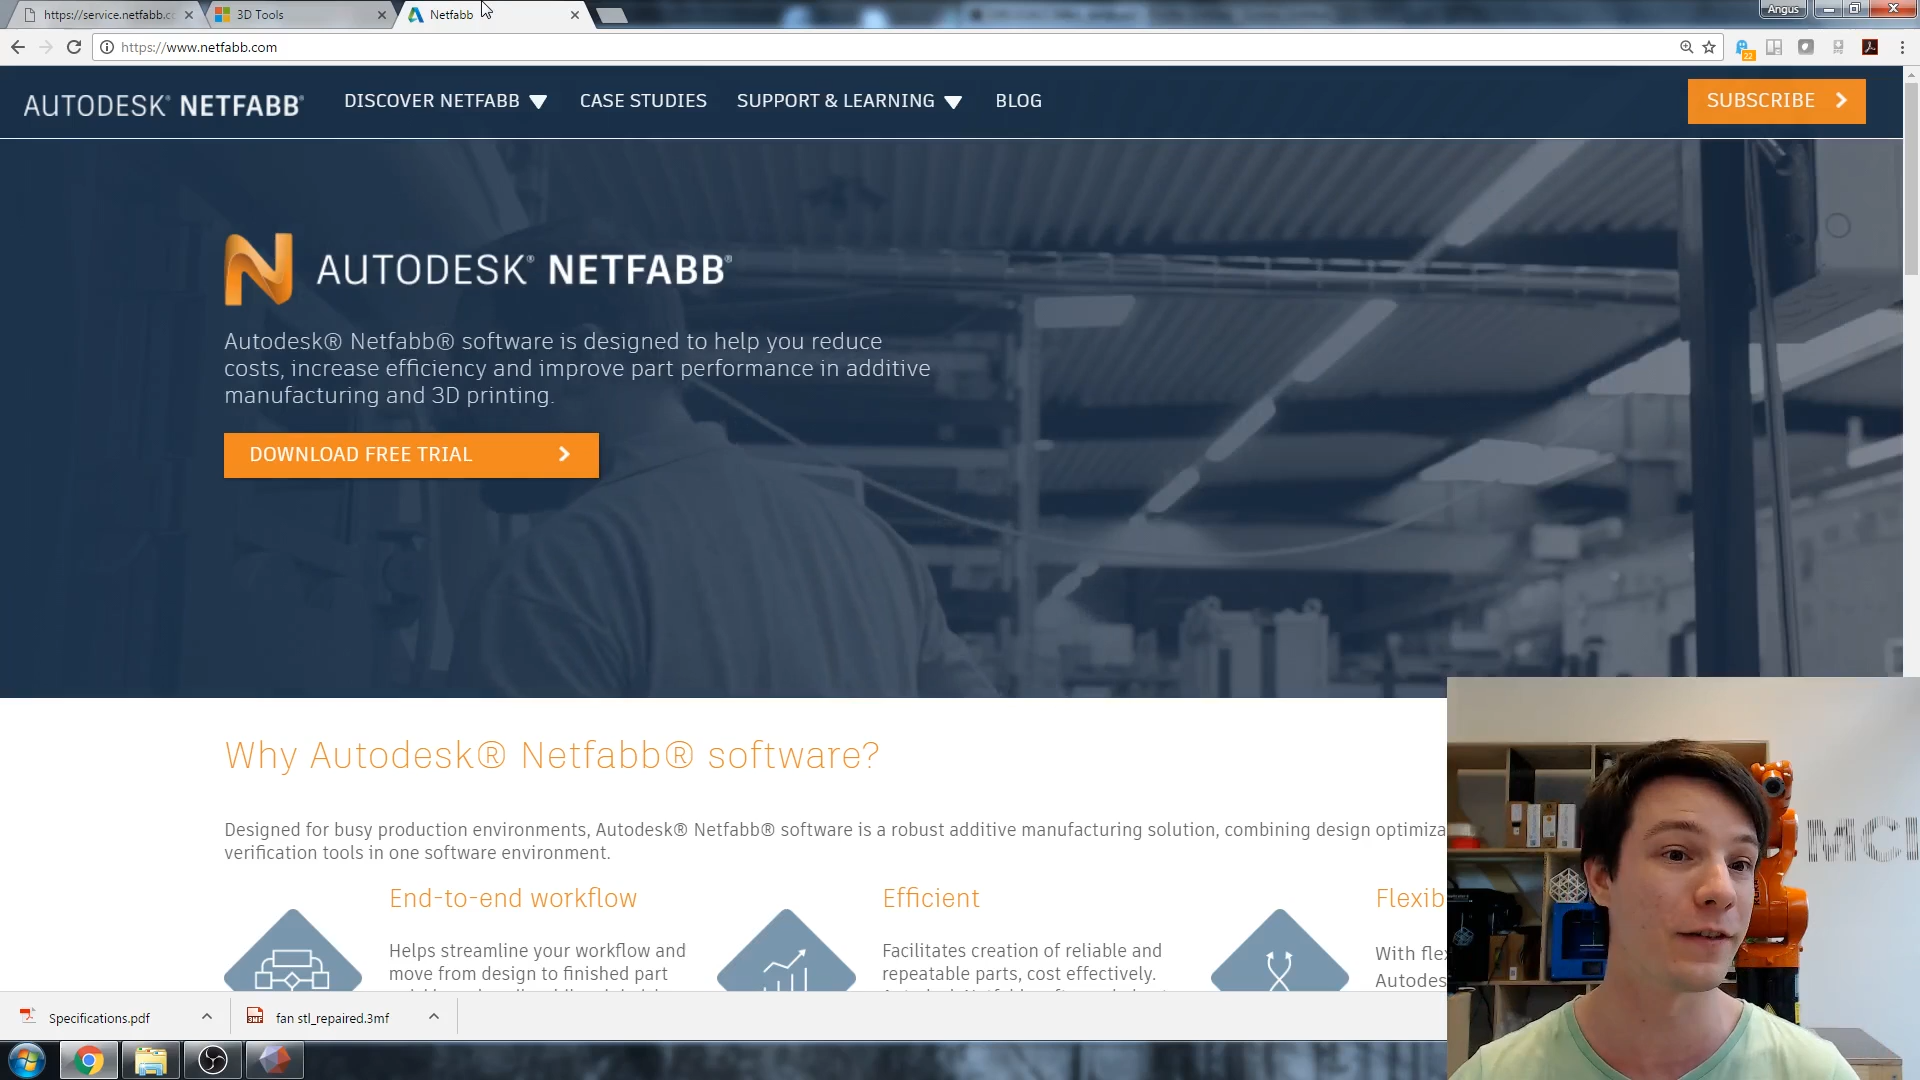 https://service.netfabb.c
3D Tools
Netfabb
Angus
https://www.netfabb.com
22
AUTODESK® NETFABB®
DISCOVER NETFABB
CASE STUDIES
SUPPORT & LEARNING
BLOG
SUBSCRIBE
AUTODESK® NETFABB®
Autodesk® Netfabb® software is designed to help you reduce
costs, increase efficiency and improve part performance in additive
manufacturing and 3D printing.
DOWNLOAD FREE TRIAL
Why Autodesk® Netfabb® software?
Designed for busy production environments, Autodesk® Netfabb® software is a robust additive manufacturing solution, combining design optimiza
verification tools in one software environment.
End-to-end workflow
Efficient
Flexib
Helps streamline your workflow and
move from design to finished part
Facilitates creation of reliable and
repeatable parts, cost effectively.
With flex
Autodes
Specifications.pdf
fan stl_repaired.3mf
MCI
KUKA